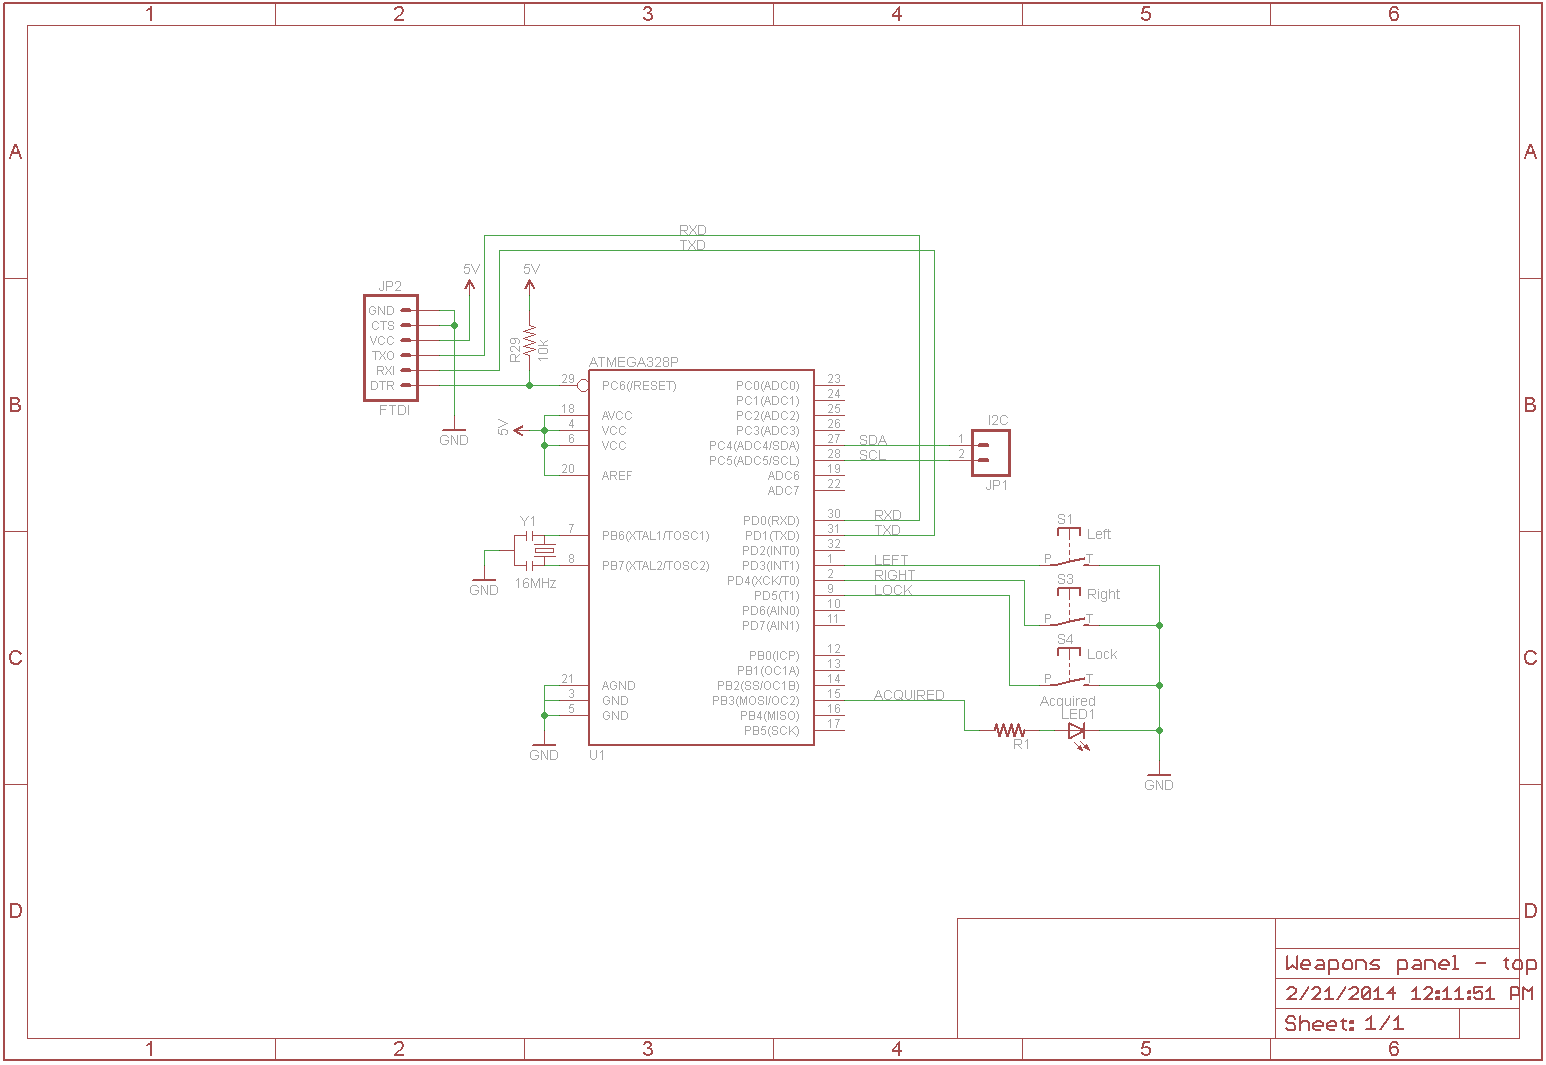 1 2 3 4 5 6
A A
RXD
TXD
5V 5V
JP2
GND
CTS
VCC
TXO
RXI
DTR
FTDI
GND
R29
10k
ATMEGA328P
29 PC6(/RESET) PC0(ADC0) 23
PC1(ADC1) 24
18 AVCC PC2(ADC2) 25
5V 4 VCC PC3(ADC3) 26
6 VCC PC4(ADC4/SDA) 27 SDA 1
PC5(ADC5/SCL) 28 SCL 2
20 AREF ADC6 19
ADC7 22
I2C
JP1
B B
PD0(RXD) 30 RXD
Y1 7 PB6(XTAL1/TOSC1) PD1(TXD) 31 TXD
PD2(INT0) 32
8 PB7(XTAL2/TOSC2) PD3(INT1) 1 LEFT
16MHz
GND
PD4(XCK/T0) 2 RIGHT
PD5(T1) 9 LOCK
PD6(AIN0) 10
PD7(AIN1) 11
S1 Left
P T
S3 Right
P T
S4 Lock
P T
C C
PB0(ICP) 12
PB1(OC1A) 13
21 AGND PB2(SS/OC1B) 14
3 GND PB3(MOSI/OC2) 15 ACQUIRED
5 GND PB4(MISO) 16
PB5(SCK) 17
GND
U1
Acquired
LED1
R1
GND
D D
Weapons panel - top
2/21/2014 12:11:51 PM
Sheet: 1/1
1 2 3 4 5 6